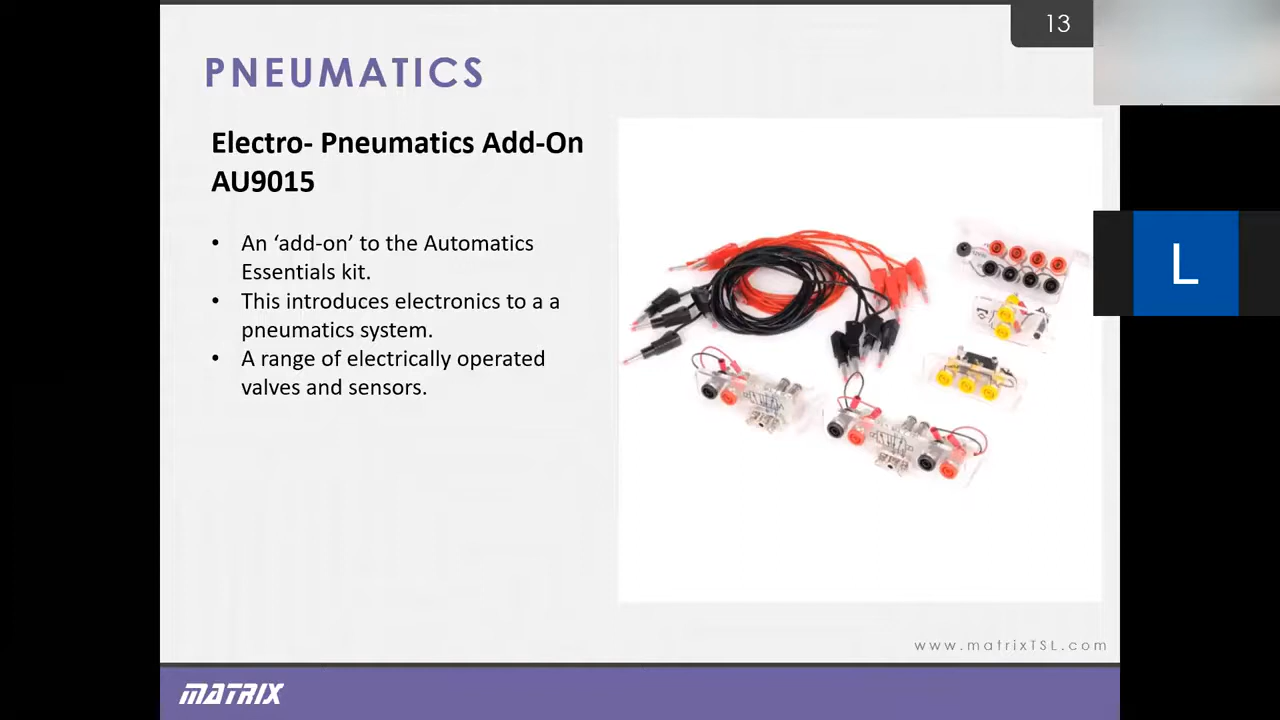 13
PNEUMATICS
Electro- Pneumatics Add-On
AU9015
• An ‘add-on’ to the Automatics
Essentials kit.
• This introduces electronics to a a
pneumatics system.
• A range of electrically operated
valves and sensors.
L
www.matrixTSL.com
MATRIX